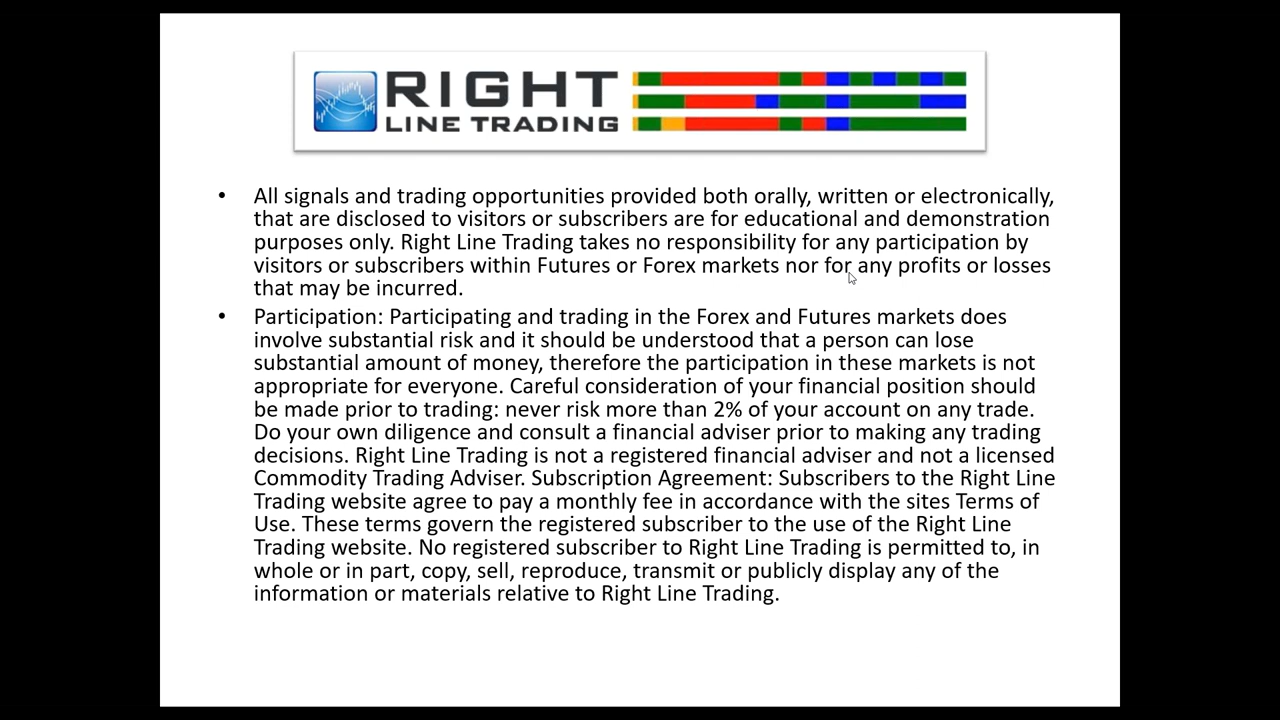 RIGHT
LINE TRADING
• All signals and trading opportunities provided both orally, written or electronically,
that are disclosed to visitors or subscribers are for educational and demonstration
purposes only. Right Line Trading takes no responsibility for any participation by
visitors or subscribers within Futures or Forex markets nor for any profits or losses
that may be incurred.
• Participation: Participating and trading in the Forex and Futures markets does
involve substantial risk and it should be understood that a person can lose
substantial amount of money, therefore the participation in these markets is not
appropriate for everyone. Careful consideration of your financial position should
be made prior to trading: never risk more than 2% of your account on any trade.
Do your own diligence and consult a financial adviser prior to making any trading
decisions. Right Line Trading is not a registered financial adviser and not a licensed
Commodity Trading Adviser. Subscription Agreement: Subscribers to the Right Line
Trading website agree to pay a monthly fee in accordance with the sites Terms of
Use. These terms govern the registered subscriber to the use of the Right Line
Trading website. No registered subscriber to Right Line Trading is permitted to, in
whole or in part, copy, sell, reproduce, transmit or publicly display any of the
information or materials relative to Right Line Trading.